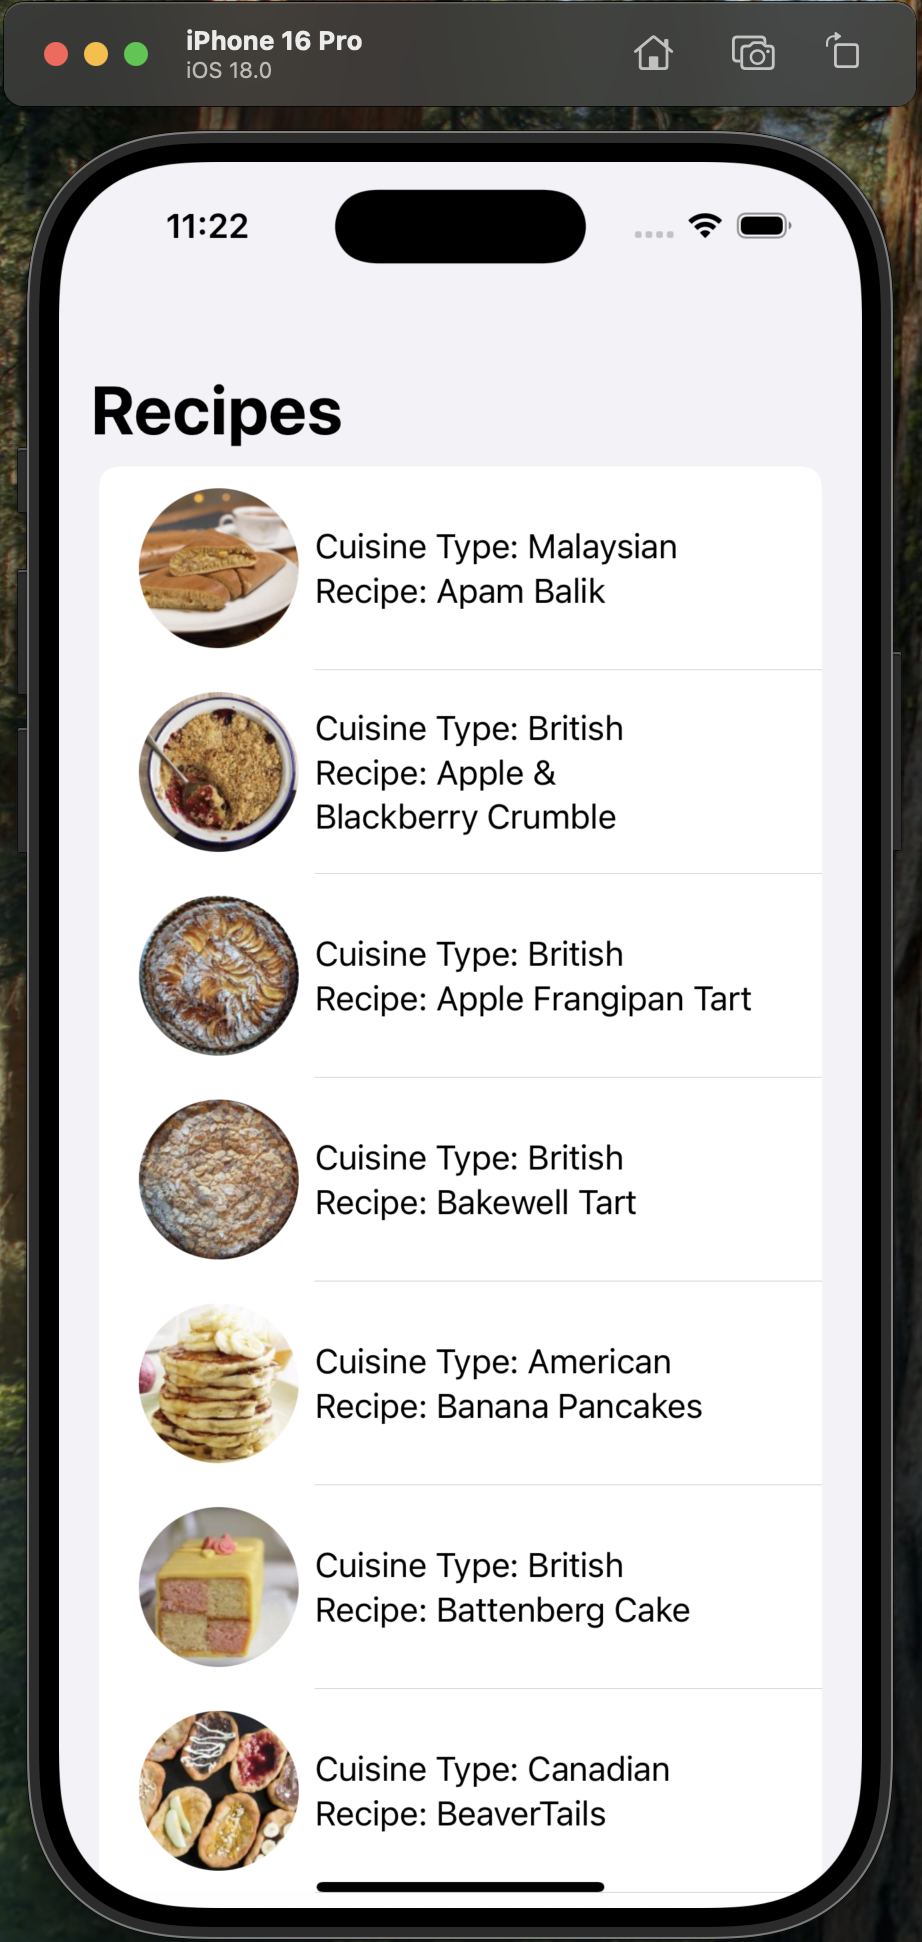 iPhone 16 Pro
iOS 18.0
11:22
Recipes
Cuisine Type: Malaysian
Recipe: Apam Balik
Cuisine Type: British
Recipe: Apple &
Blackberry Crumble
Cuisine Type: British
Recipe: Apple Frangipan Tart
Cuisine Type: British
Recipe: Bakewell Tart
Cuisine Type: American
Recipe: Banana Pancakes
Cuisine Type: British
Recipe: Battenberg Cake
Cuisine Type: Canadian
Recipe: BeaverTails